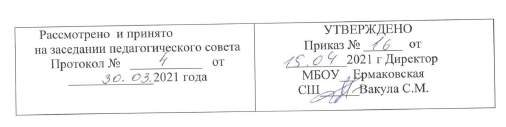 Рассмотрено и принято
на заседании педагогического совета
Протокол № 4 от
30.03.2021 года
УТВЕРЖДЕНО
Приказ № 16 от
15.04 2021 г Директор
МБОУ Ермаковская
СШ Вакула С.М.